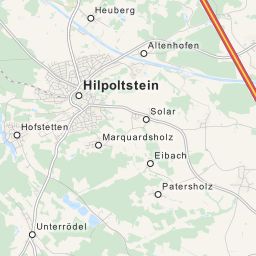 Heuberg
Altenhofen
Hilpoltstein
Solar
Hofstetten
Marquardsholz
Eibach
Patersholz
Unterrödel